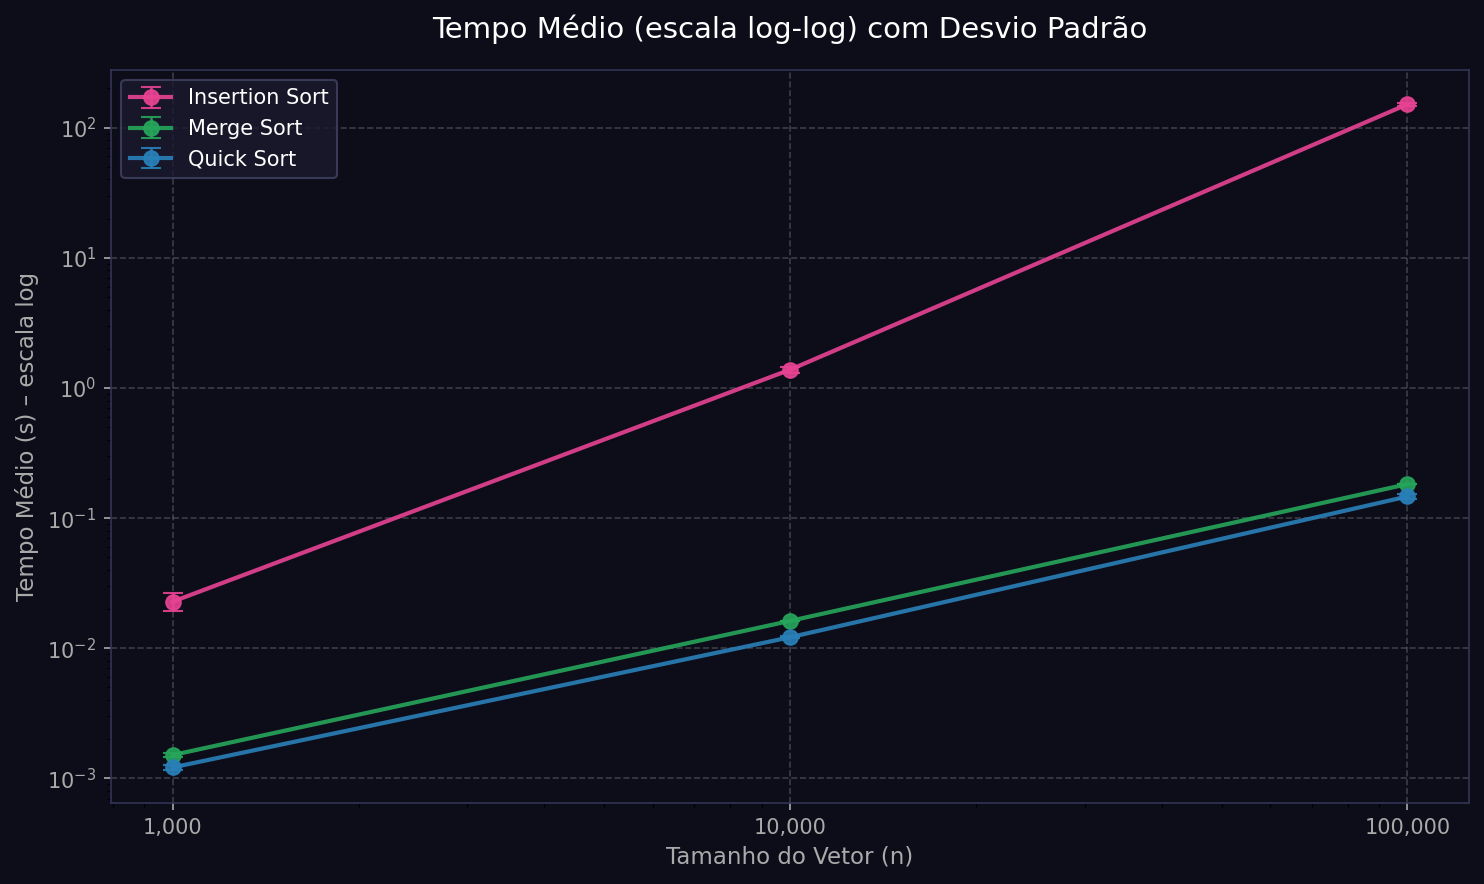 Tempo Médio (escala log-log) com Desvio Padrão
Insertion Sort
Merge Sort
Quick Sort
Tempo Médio (s) – escala log
10²
10¹
10⁰
10⁻¹
10⁻²
10⁻³
1,000
10,000
100,000
Tamanho do Vetor (n)